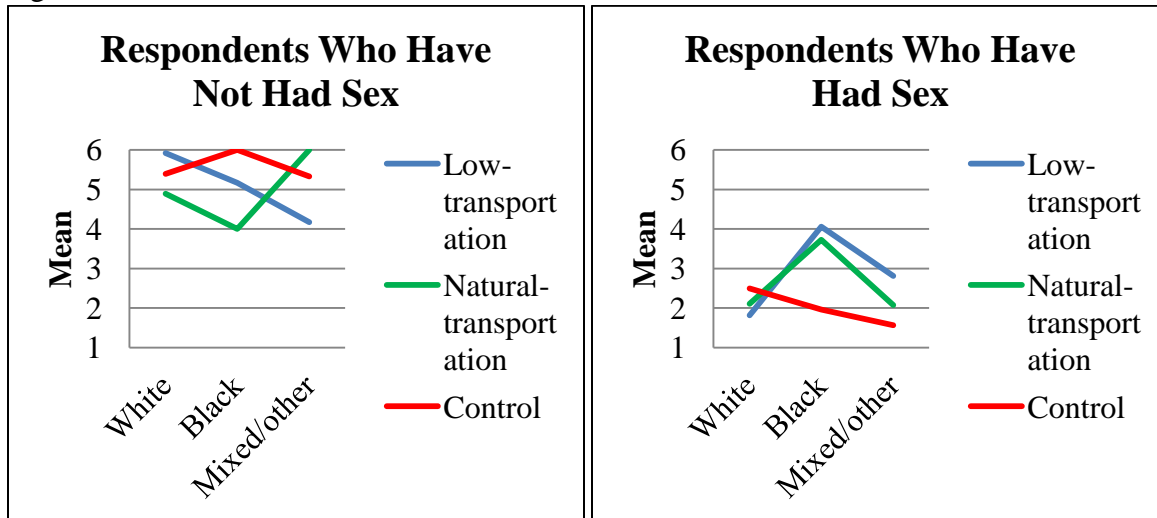 Respondents Who Have
Not Had Sex
6
5
4
3
2
1
Mean
White
Black
Mixed/other
Low-
transport
ation
Natural-
transport
ation
Control
Respondents Who Have
Had Sex
6
5
4
3
2
1
Mean
White
Black
Mixed/other
Low-
transport
ation
Natural-
transport
ation
Control